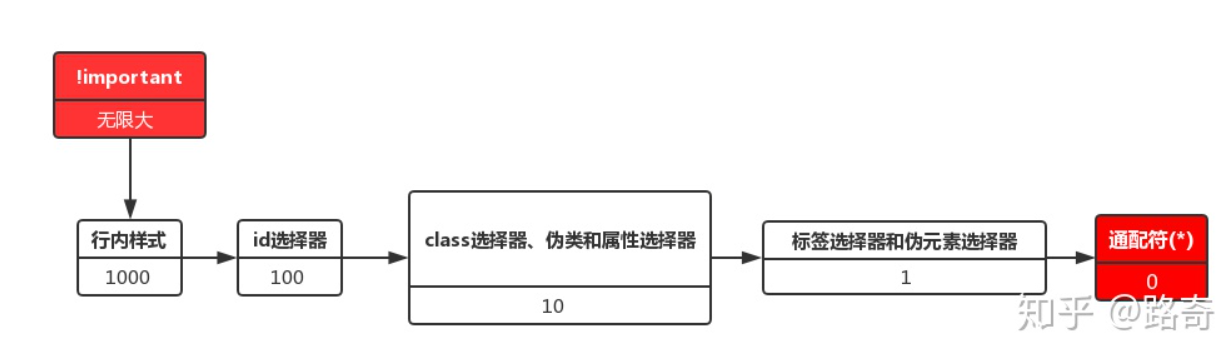 !important
无限大
行内样式
1000
id选择器
100
class选择器、伪类和属性选择器
10
标签选择器和伪元素选择器
1
通配符(*)
0
知乎 @路奇